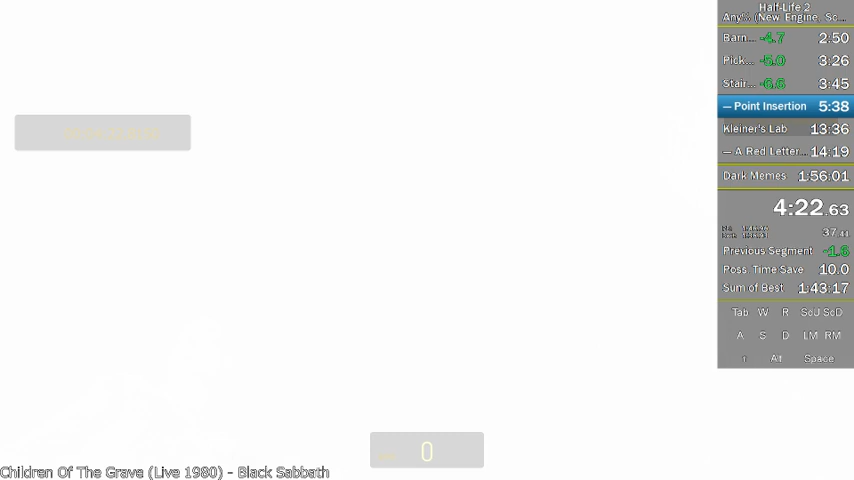 Half-Life 2
Any% (New Engine, Sc...
Barn... -4.7 2:50
Pick... -5.0 3:26
Stair... -6.6 3:45
— Point Insertion 5:38
Kleiner's Lab 13:36
— A Red Letter... 14:19
Dark Memes 1:56:01
4:22.63
37.41
Previous Segment -1.6
Poss. Time Save 10.0
Sum of Best 1:43:17
Tab W R ScU ScD
A S D LM RM
Alt Space
0
Children Of The Grave (Live 1980) - Black Sabbath